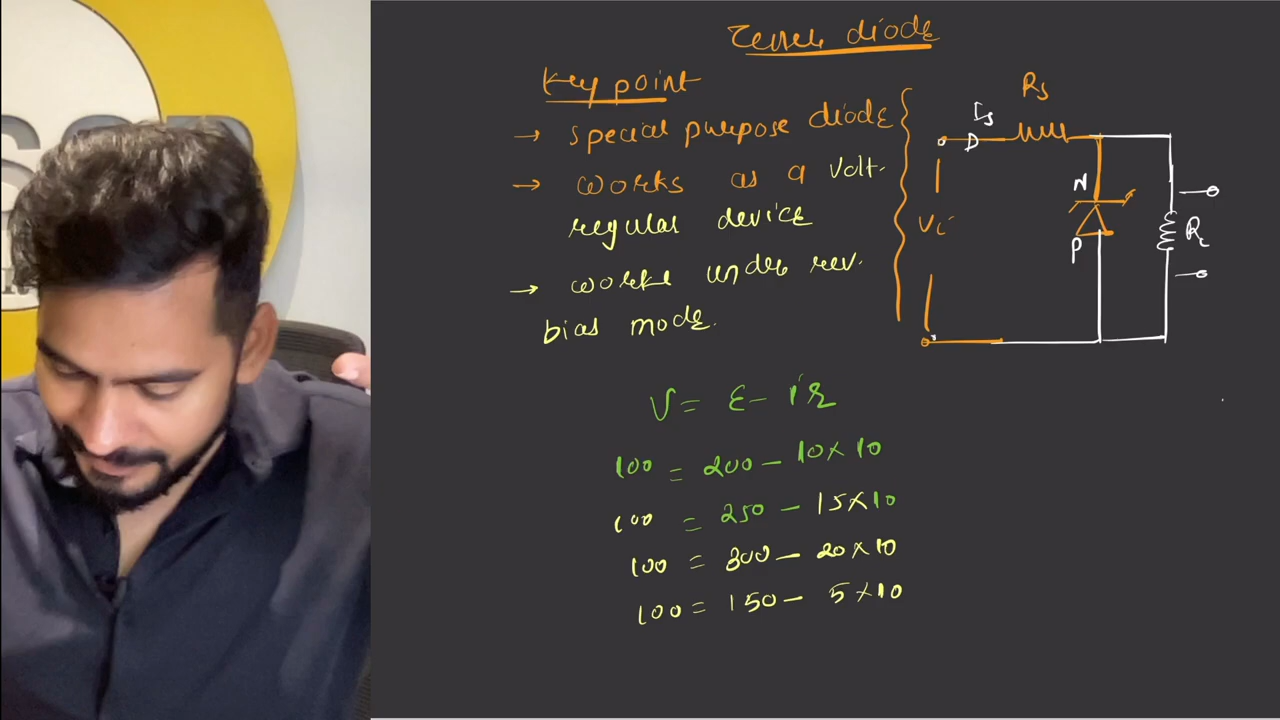 Zener diode
Key point
→ special purpose diode
→ works as a volt.
regular device
→ works under rev.
bias mode.
Is
Rs
N
P
Vi
RL
V = ε - ir
100 = 200 - 10 × 10
100 = 250 - 15 × 10
100 = 300 - 20 × 10
100 = 150 - 5 × 10